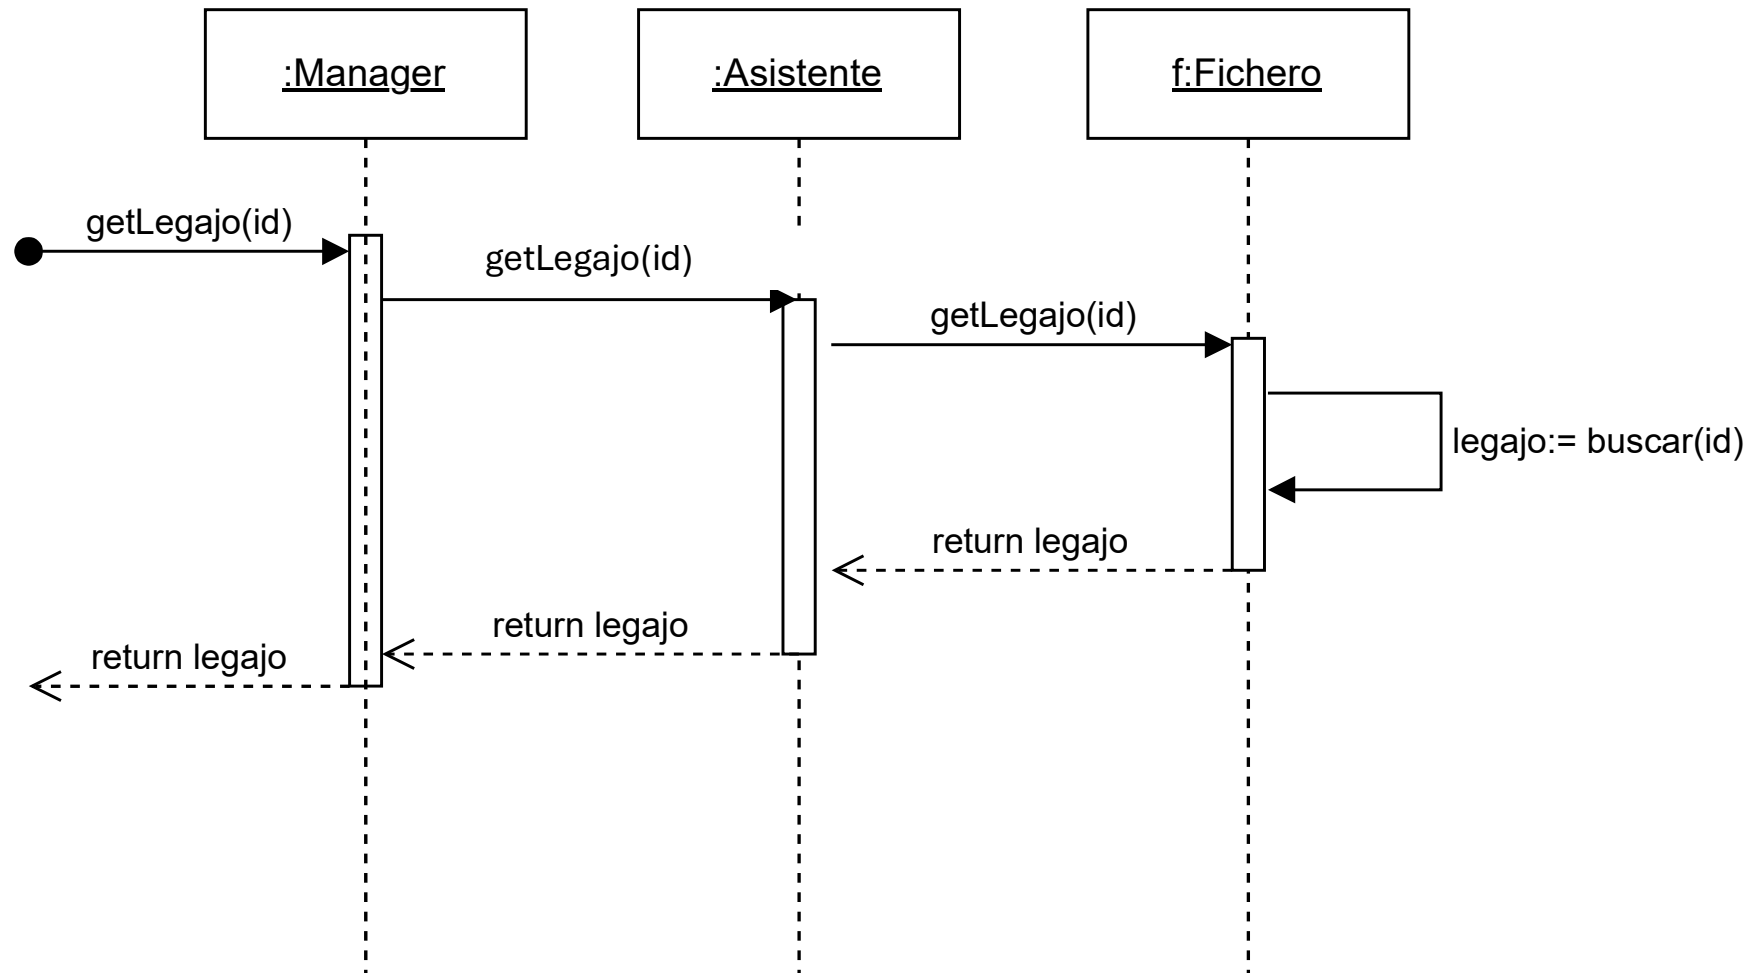 :Manager
:Asistente
f:Fichero
getLegajo(id)
getLegajo(id)
getLegajo(id)
legajo:= buscar(id)
return legajo
return legajo
return legajo